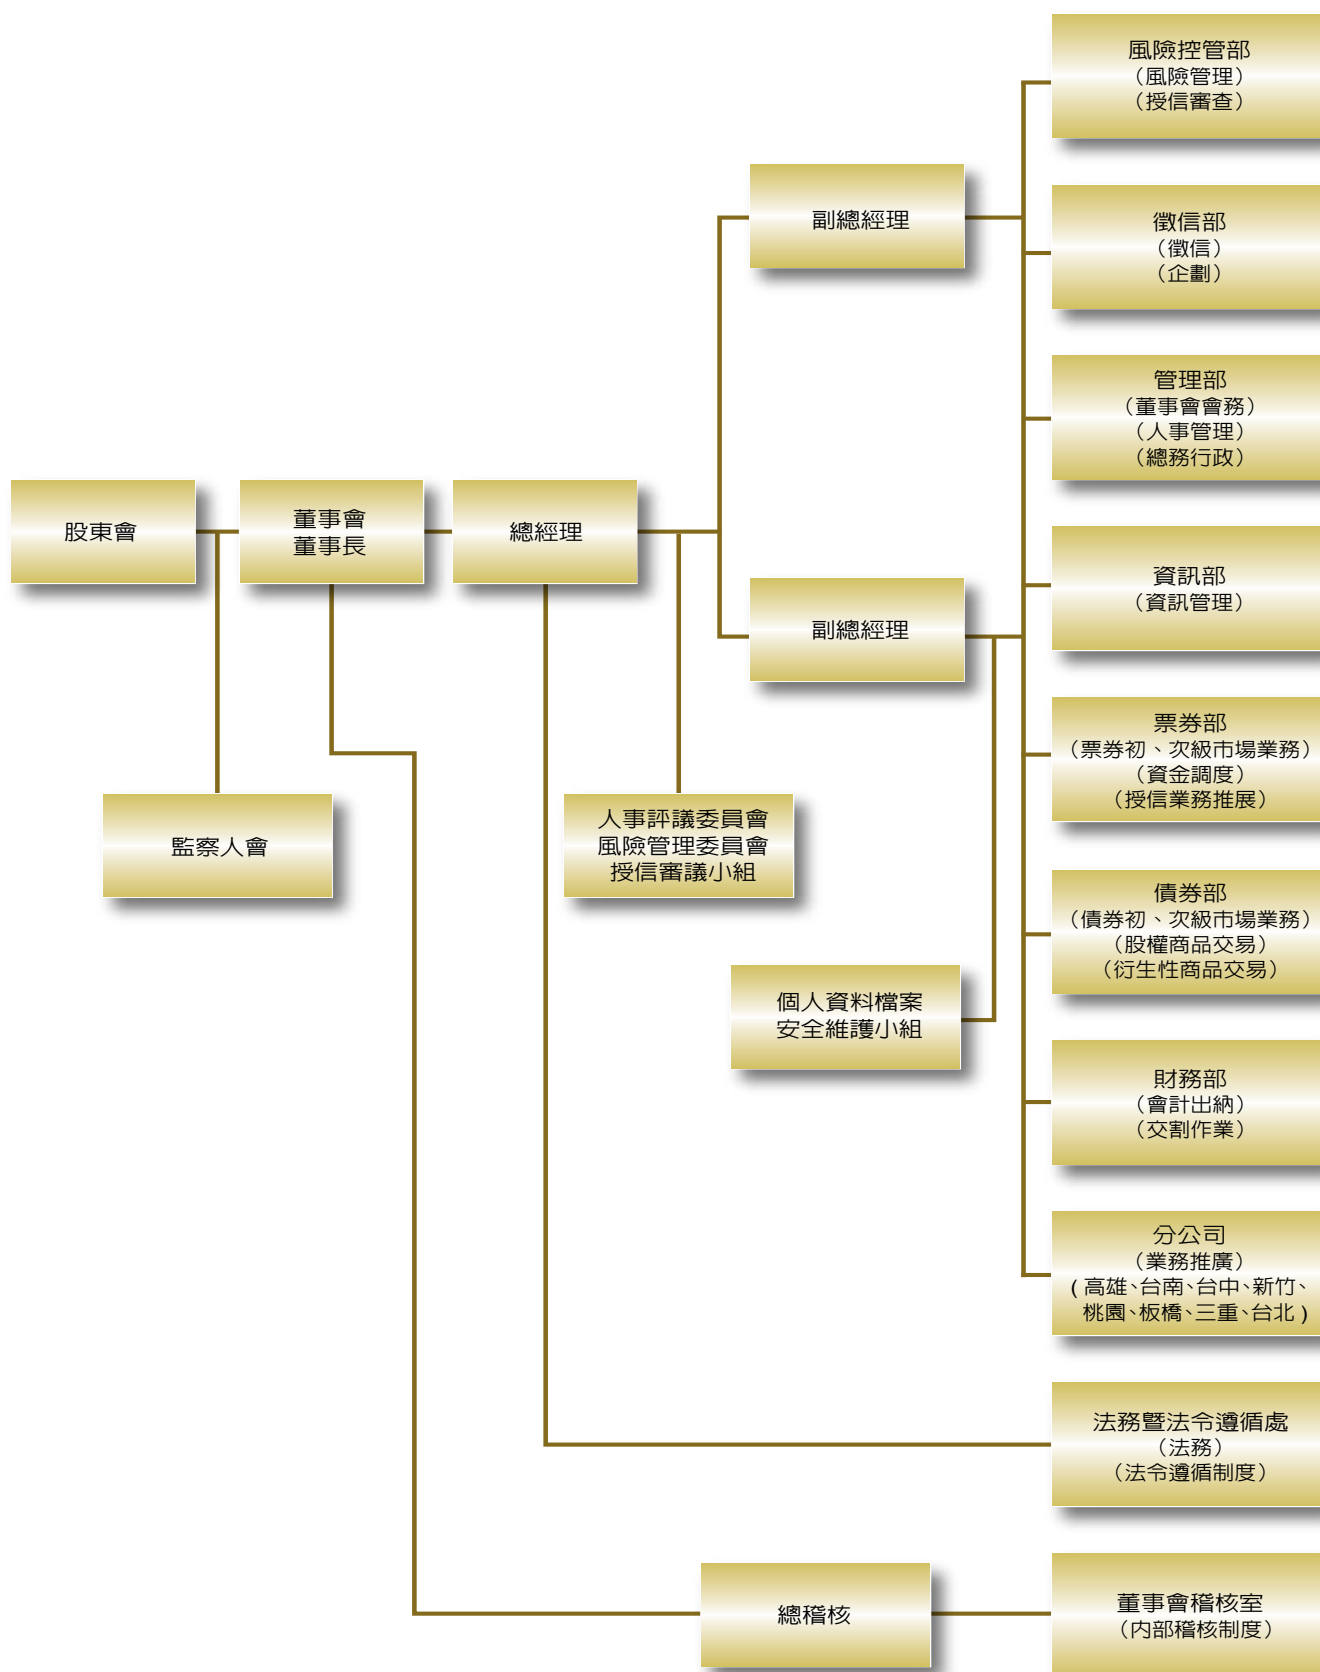 股東會
董事會
董事長
監察人會
總經理
人事評議委員會
風險管理委員會
授信審議小組
副總經理
副總經理
個人資料檔案
安全維護小組
風險控管部
（風險管理）
（授信審查）
徵信部
（徵信）
（企劃）
管理部
（董事會會務）
（人事管理）
（總務行政）
資訊部
（資訊管理）
票券部
（票券初、次級市場業務）
（資金調度）
（授信業務推展）
債券部
（債券初、次級市場業務）
（股權商品交易）
（衍生性商品交易）
財務部
（會計出納）
（交割作業）
分公司
（業務推廣）
( 高雄、台南、台中、新竹、
桃園、板橋、三重、台北 )
法務暨法令遵循處
（法務）
（法令遵循制度）
總稽核
董事會稽核室
（內部稽核制度）